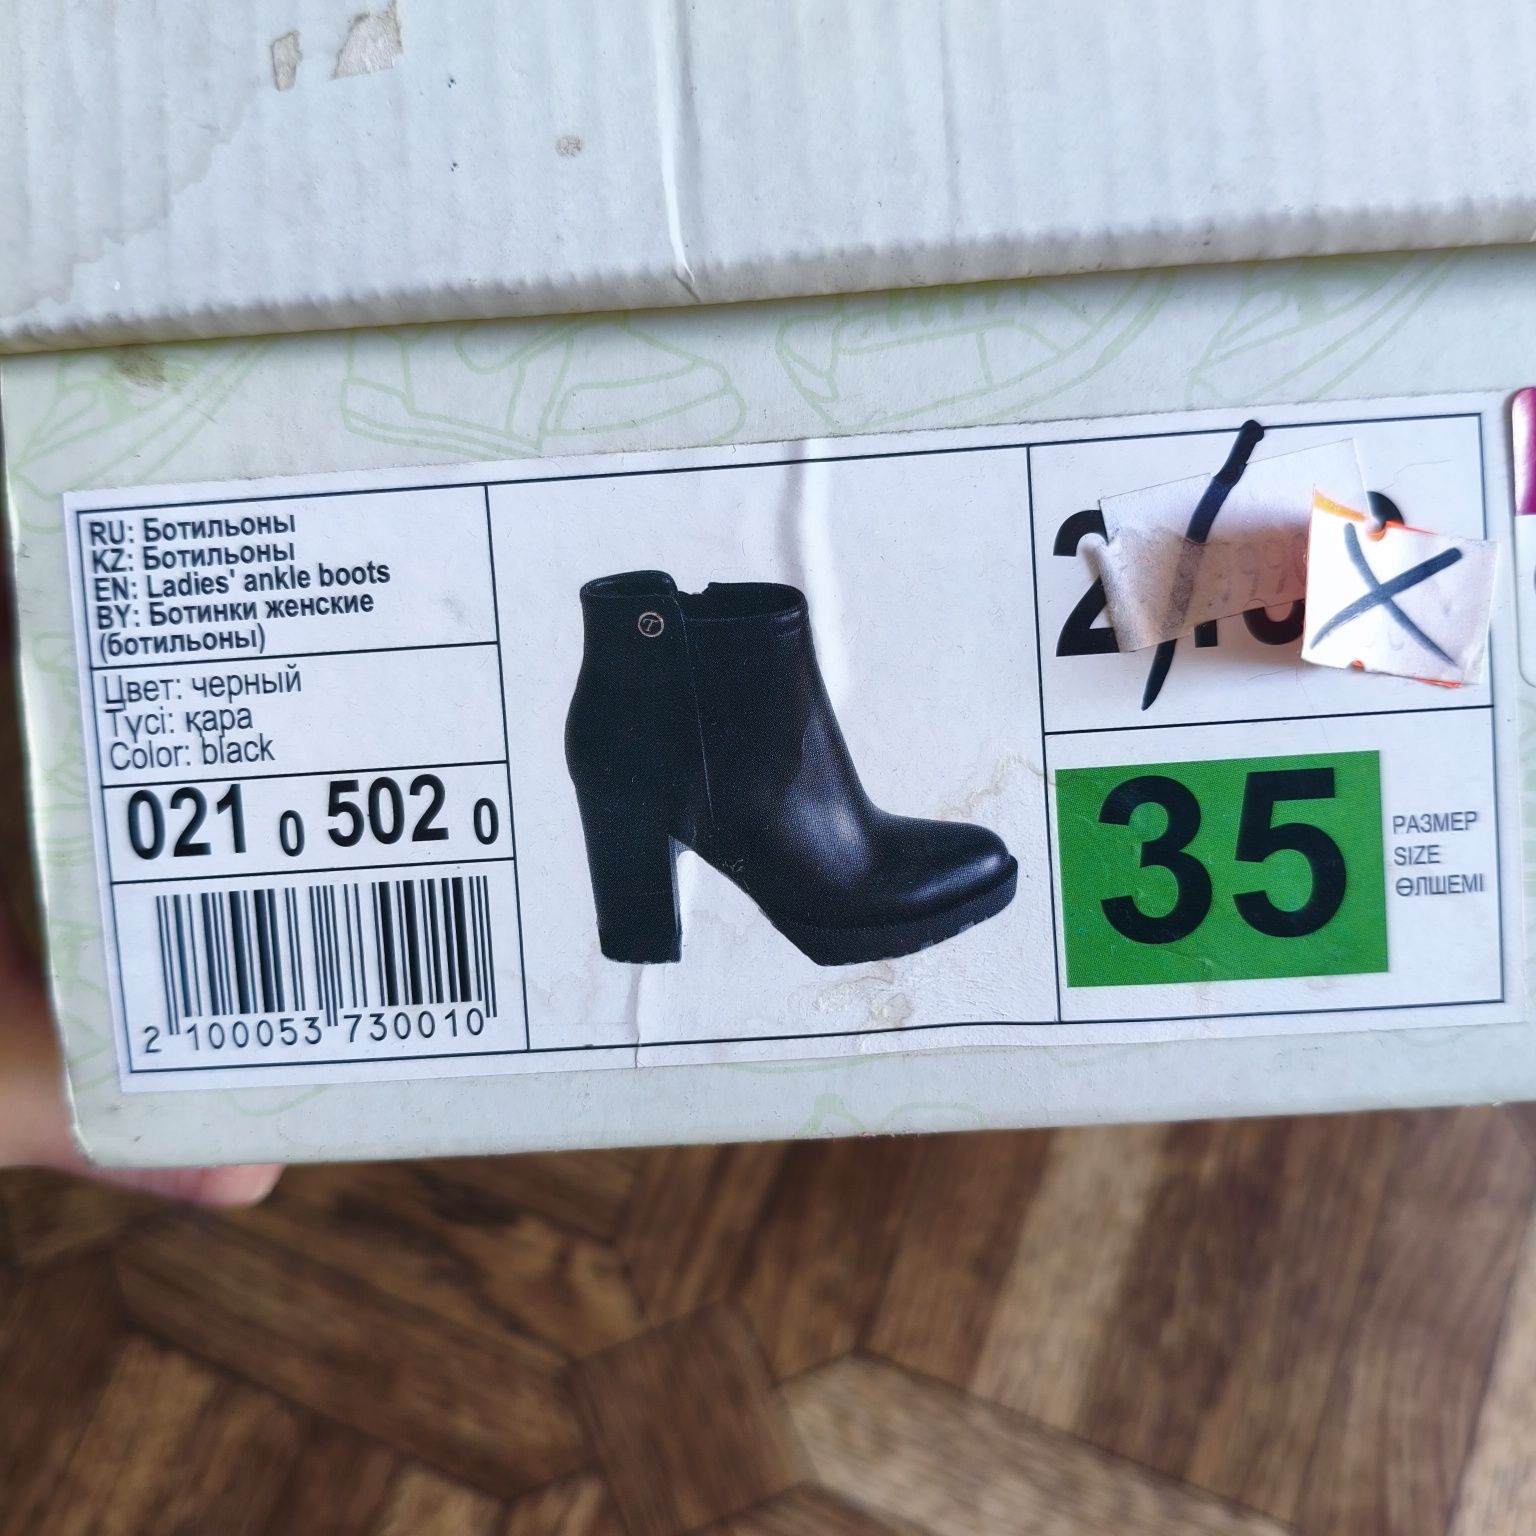 RU: Ботильоны
KZ: Ботильоны
EN: Ladies' ankle boots
BY: Ботинки женские
(ботильоны)
Цвет: черный
Түсі: қара
Color: black
021 0 502 0
2 100053 730010
T
35
РАЗМЕР
SIZE
ӨЛШЕМІ